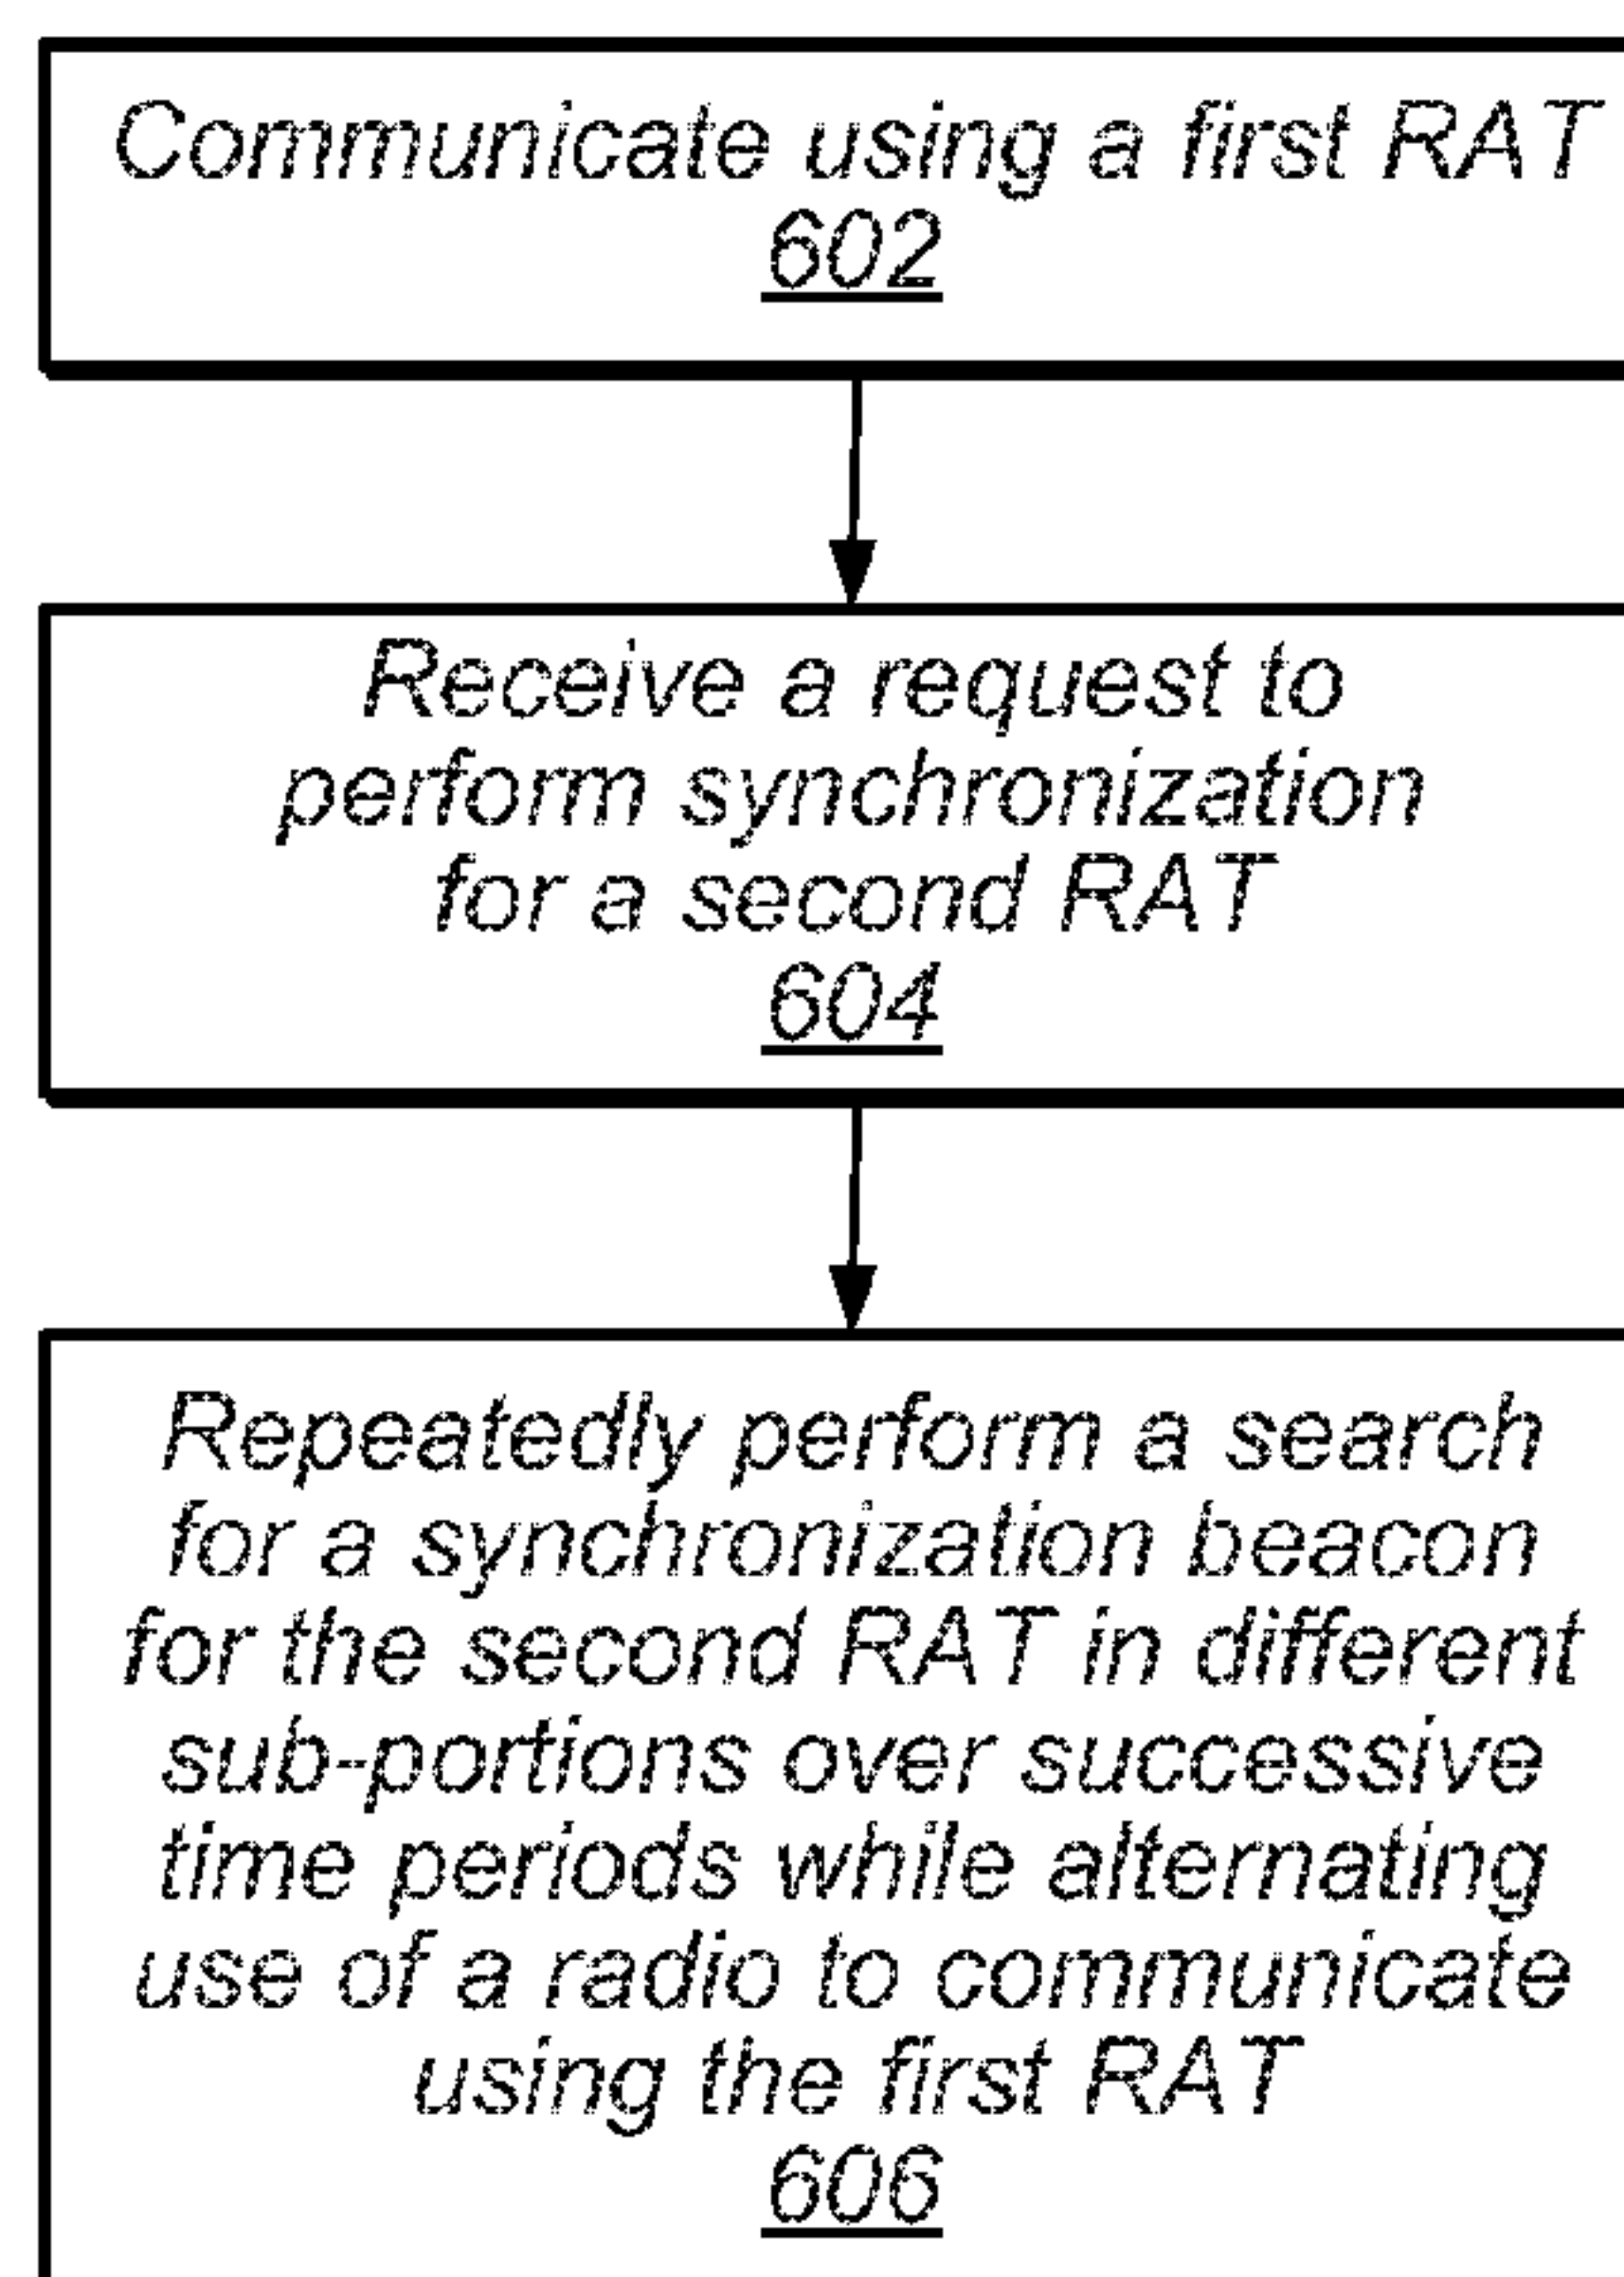 Communicate using a first RAT
602
Receive a request to
perform synchronization
for a second RAT
604
Repeatedly perform a search
for a synchronization beacon
for the second RAT in different
sub-portions over successive
time periods while alternating
use of a radio to communicate
using the first RAT
606